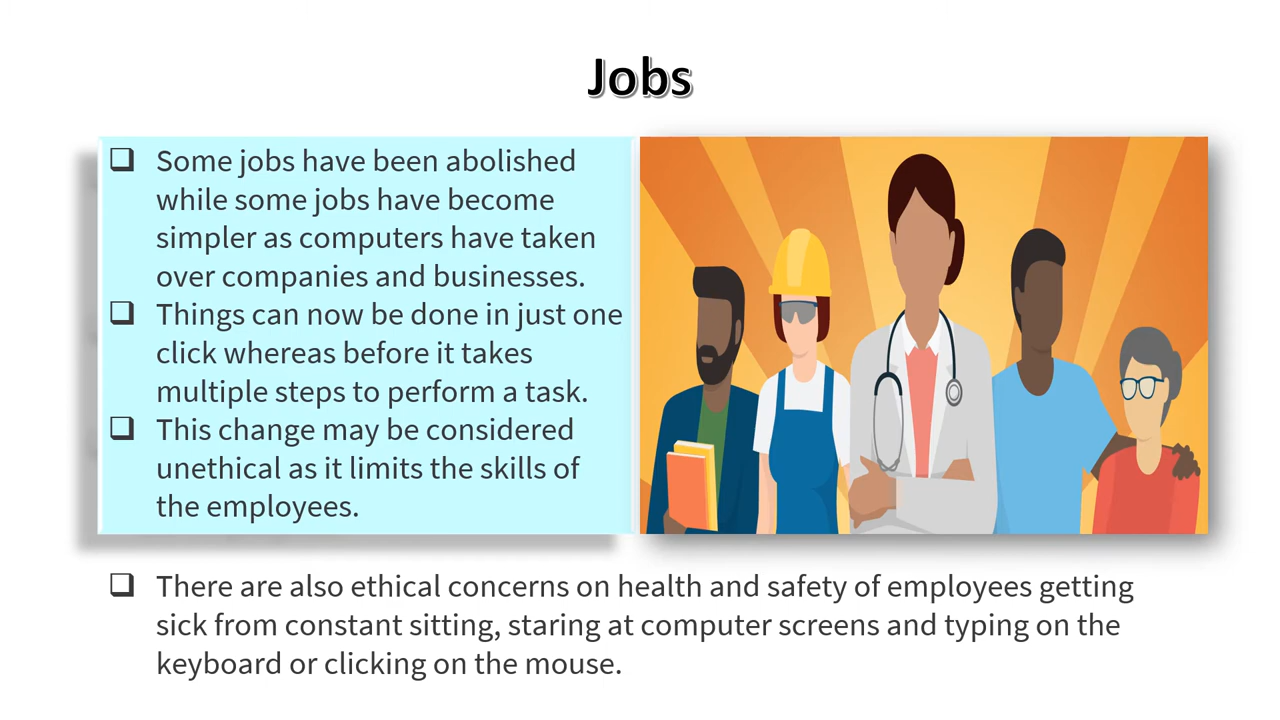 Jobs
❑ Some jobs have been abolished
while some jobs have become
simpler as computers have taken
over companies and businesses.
❑ Things can now be done in just one
click whereas before it takes
multiple steps to perform a task.
❑ This change may be considered
unethical as it limits the skills of
the employees.
❑ There are also ethical concerns on health and safety of employees getting
sick from constant sitting, staring at computer screens and typing on the
keyboard or clicking on the mouse.